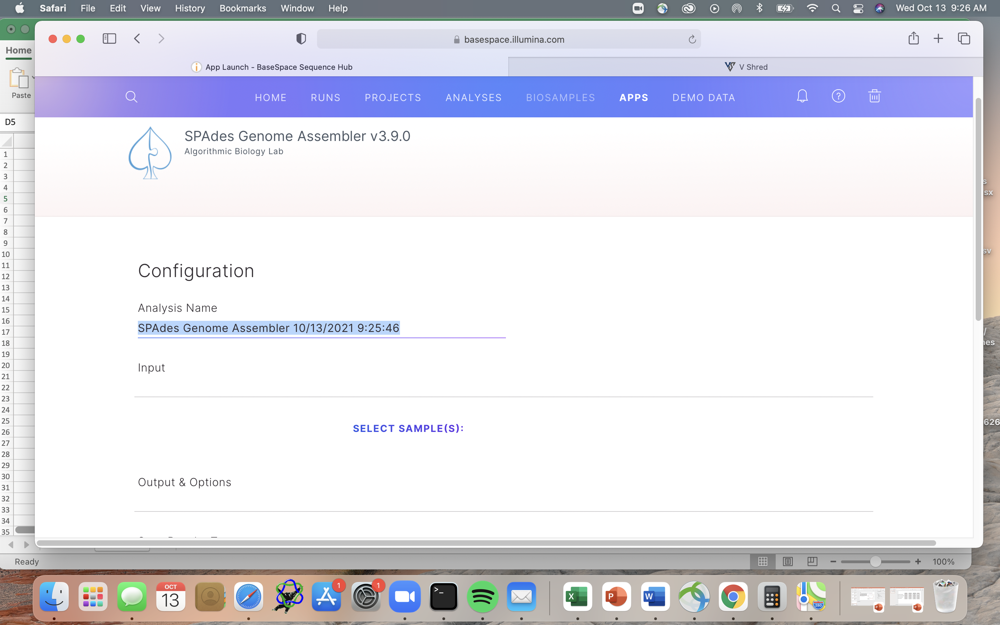 Safari File Edit View History Bookmarks Window Help Wed Oct 13 9:26 AM
basespace.illumina.com
App Launch - BaseSpace Sequence Hub V Shred
Home
Paste
HOME RUNS PROJECTS ANALYSES BIOSAMPLES APPS DEMO DATA
D5
SPAdes Genome Assembler v3.9.0
Algorithmic Biology Lab
1
2
3
4
5
6
7
8
9
10
11
12
13
14
15
16
17
18
19
20
21
22
23
24
25
26
27
28
29
30
31
32
33
34
35
Configuration
Analysis Name
SPAdes Genome Assembler 10/13/2021 9:25:46
Input
SELECT SAMPLE(S):
Output & Options
s
sx
sv
626
Ready
100%
OCT
13
1
1
>_
X
P
W
280
P
P